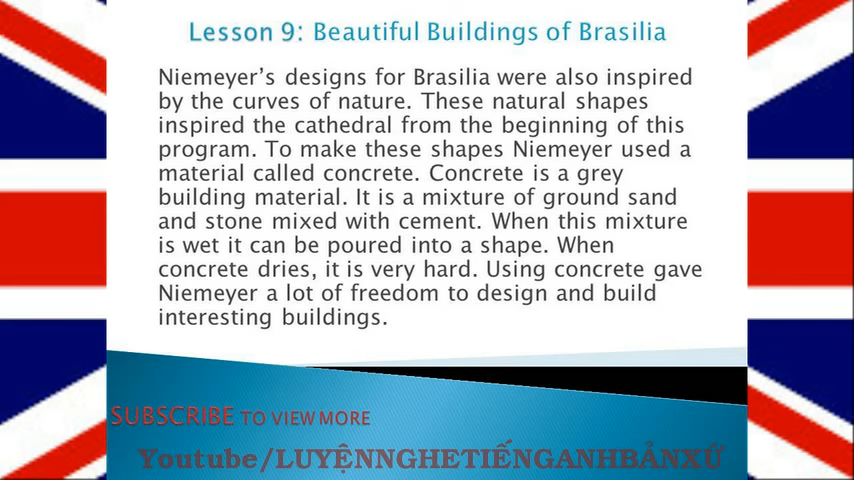 Lesson 9: Beautiful Buildings of Brasilia
Niemeyer's designs for Brasilia were also inspired
by the curves of nature. These natural shapes
inspired the cathedral from the beginning of this
program. To make these shapes Niemeyer used a
material called concrete. Concrete is a grey
building material. It is a mixture of ground sand
and stone mixed with cement. When this mixture
is wet it can be poured into a shape. When
concrete dries, it is very hard. Using concrete gave
Niemeyer a lot of freedom to design and build
interesting buildings.
SUBSCRIBE TO VIEW MORE
Youtube/LUYỆNNGHETIẾNGANHBẢNXỨ